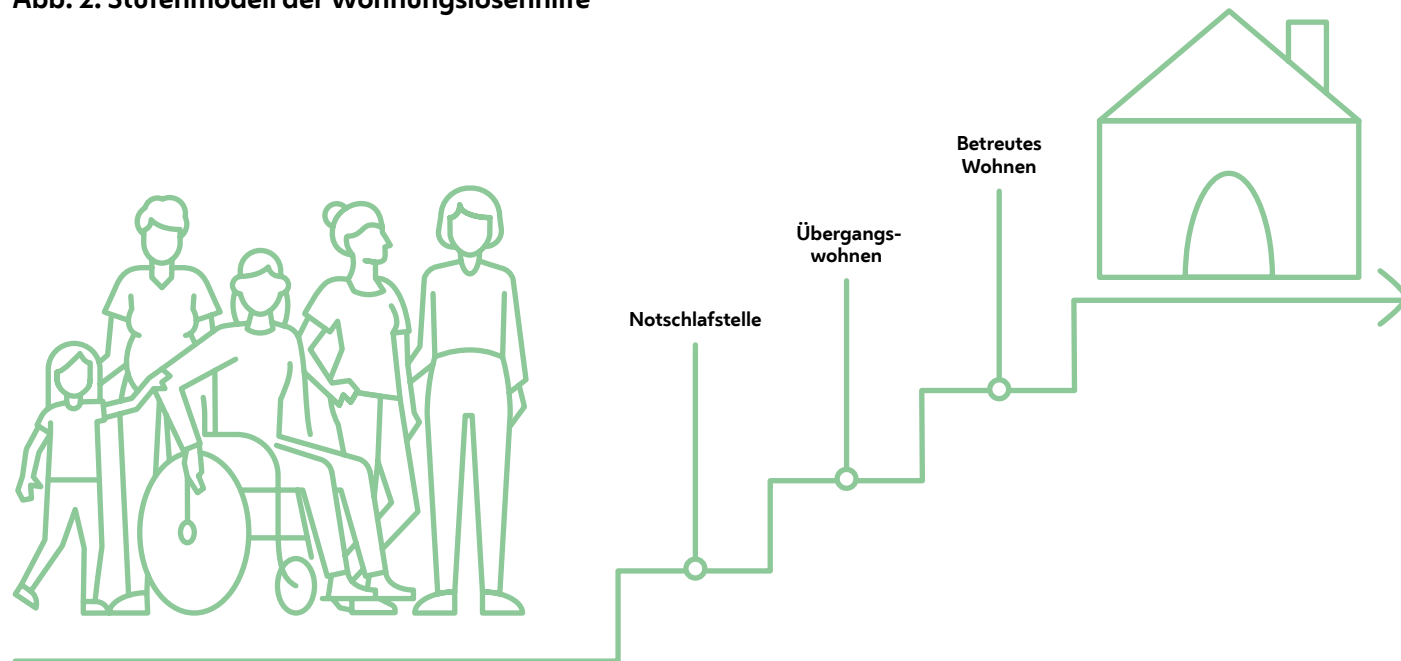 Abb. 2: Stufenmodell der Wohnungslosenhilfe
Betreutes
Wohnen
Übergangs-
wohnen
Notschlafstelle